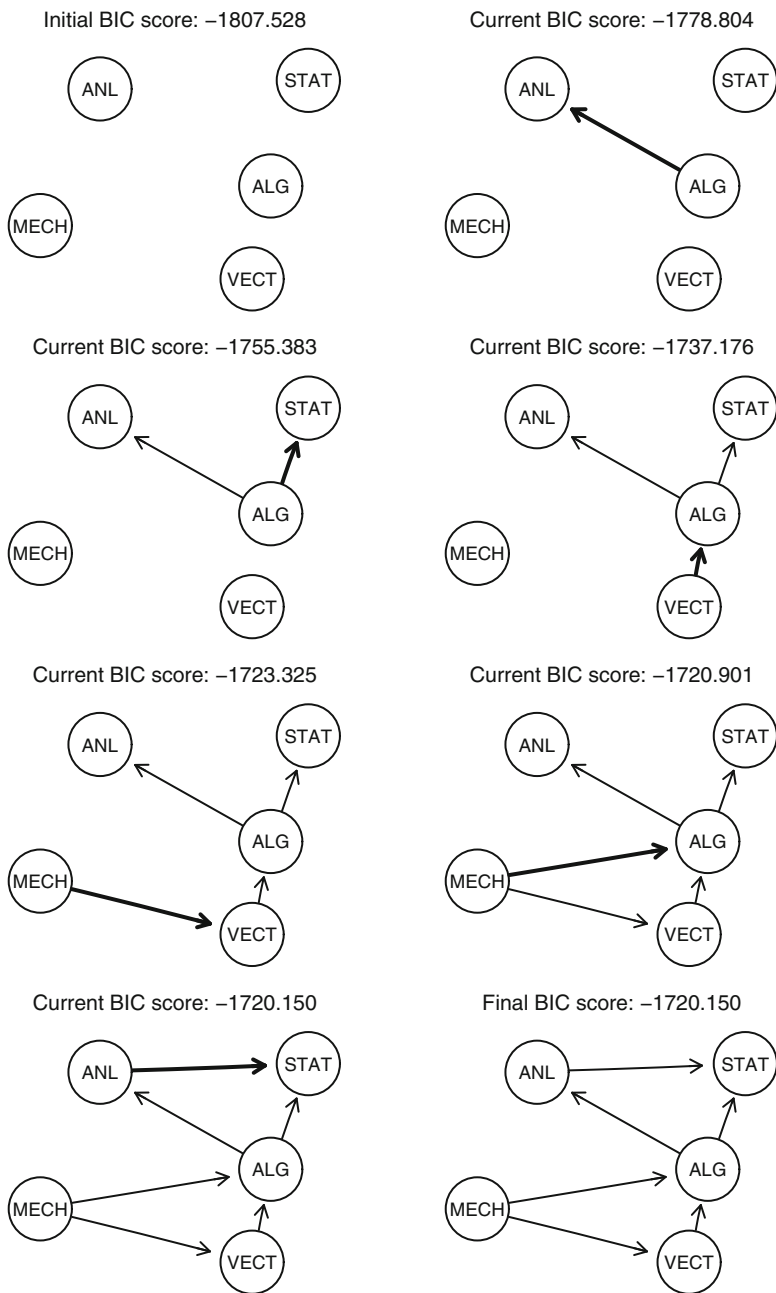 Initial BIC score: −1807.528
ANL
STAT
ALG
MECH
VECT
Current BIC score: −1778.804
ANL
STAT
ALG
MECH
VECT
Current BIC score: −1755.383
ANL
STAT
ALG
MECH
VECT
Current BIC score: −1737.176
ANL
STAT
ALG
MECH
VECT
Current BIC score: −1723.325
ANL
STAT
ALG
MECH
VECT
Current BIC score: −1720.901
ANL
STAT
ALG
MECH
VECT
Current BIC score: −1720.150
ANL
STAT
ALG
MECH
VECT
Final BIC score: −1720.150
ANL
STAT
ALG
MECH
VECT